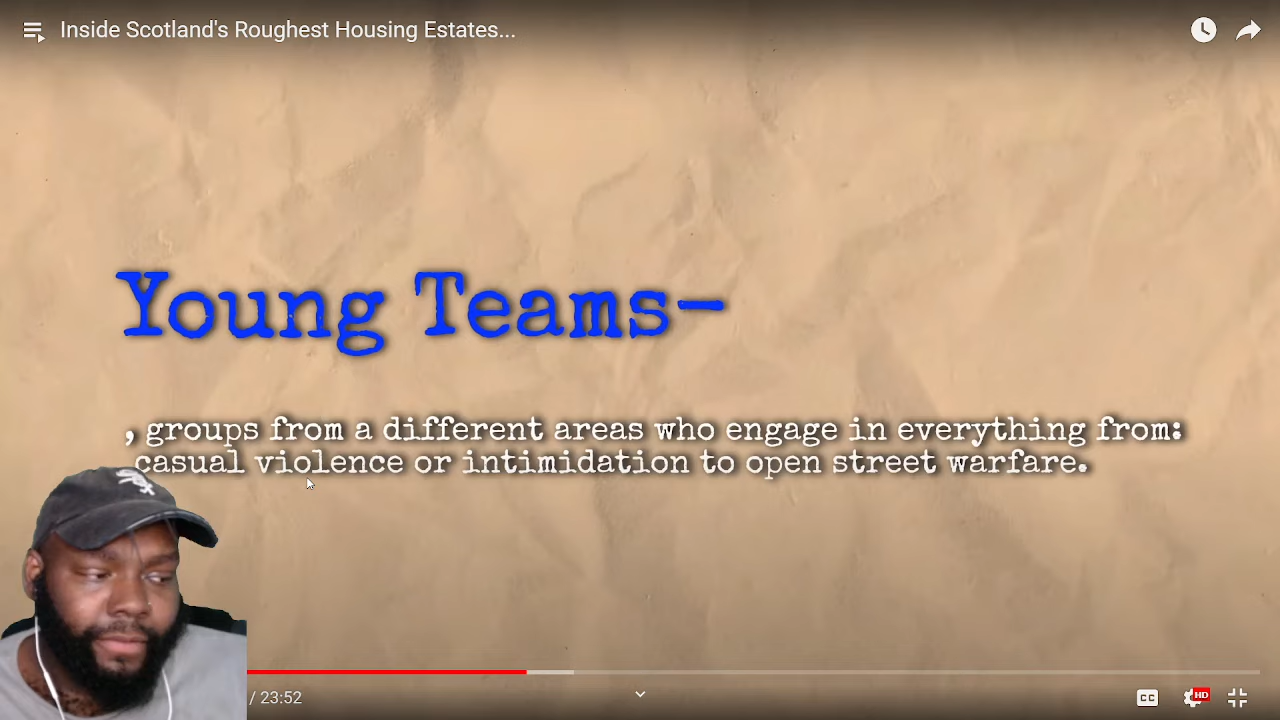 Inside Scotland's Roughest Housing Estates...
Young Teams-
, groups from a different areas who engage in everything from:
casual violence or intimidation to open street warfare.
/ 23:52
CC
HD